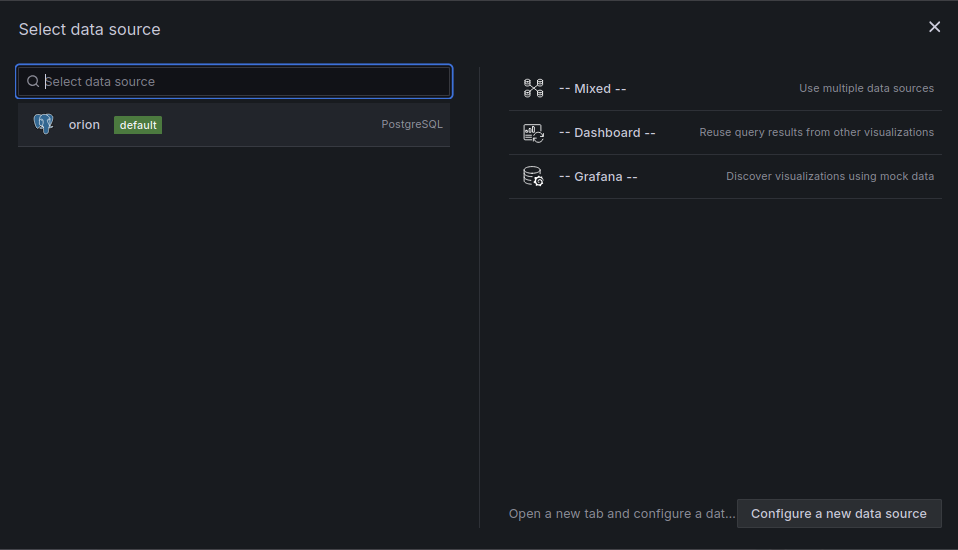 Select data source
Select data source
orion default PostgreSQL
-- Mixed -- Use multiple data sources
-- Dashboard -- Reuse query results from other visualizations
-- Grafana -- Discover visualizations using mock data
Open a new tab and configure a dat... Configure a new data source